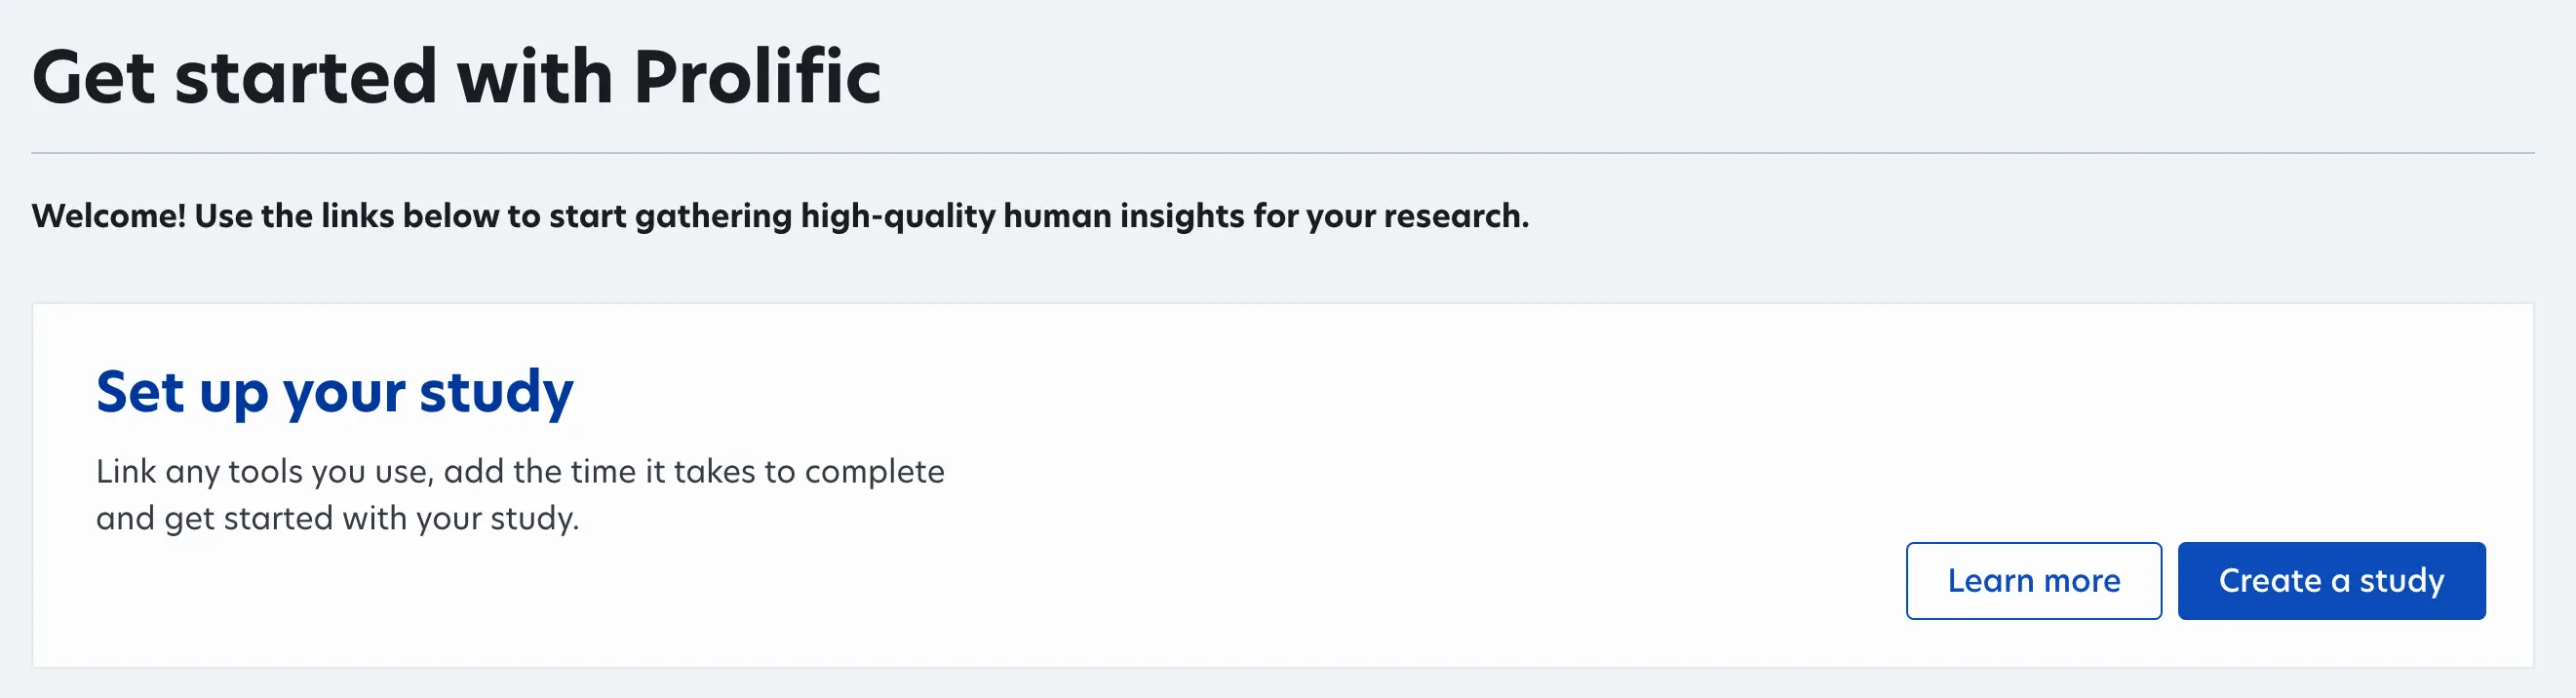 Get started with Prolific
Welcome! Use the links below to start gathering high-quality human insights for your research.
Set up your study
Link any tools you use, add the time it takes to complete
and get started with your study.
Learn more
Create a study